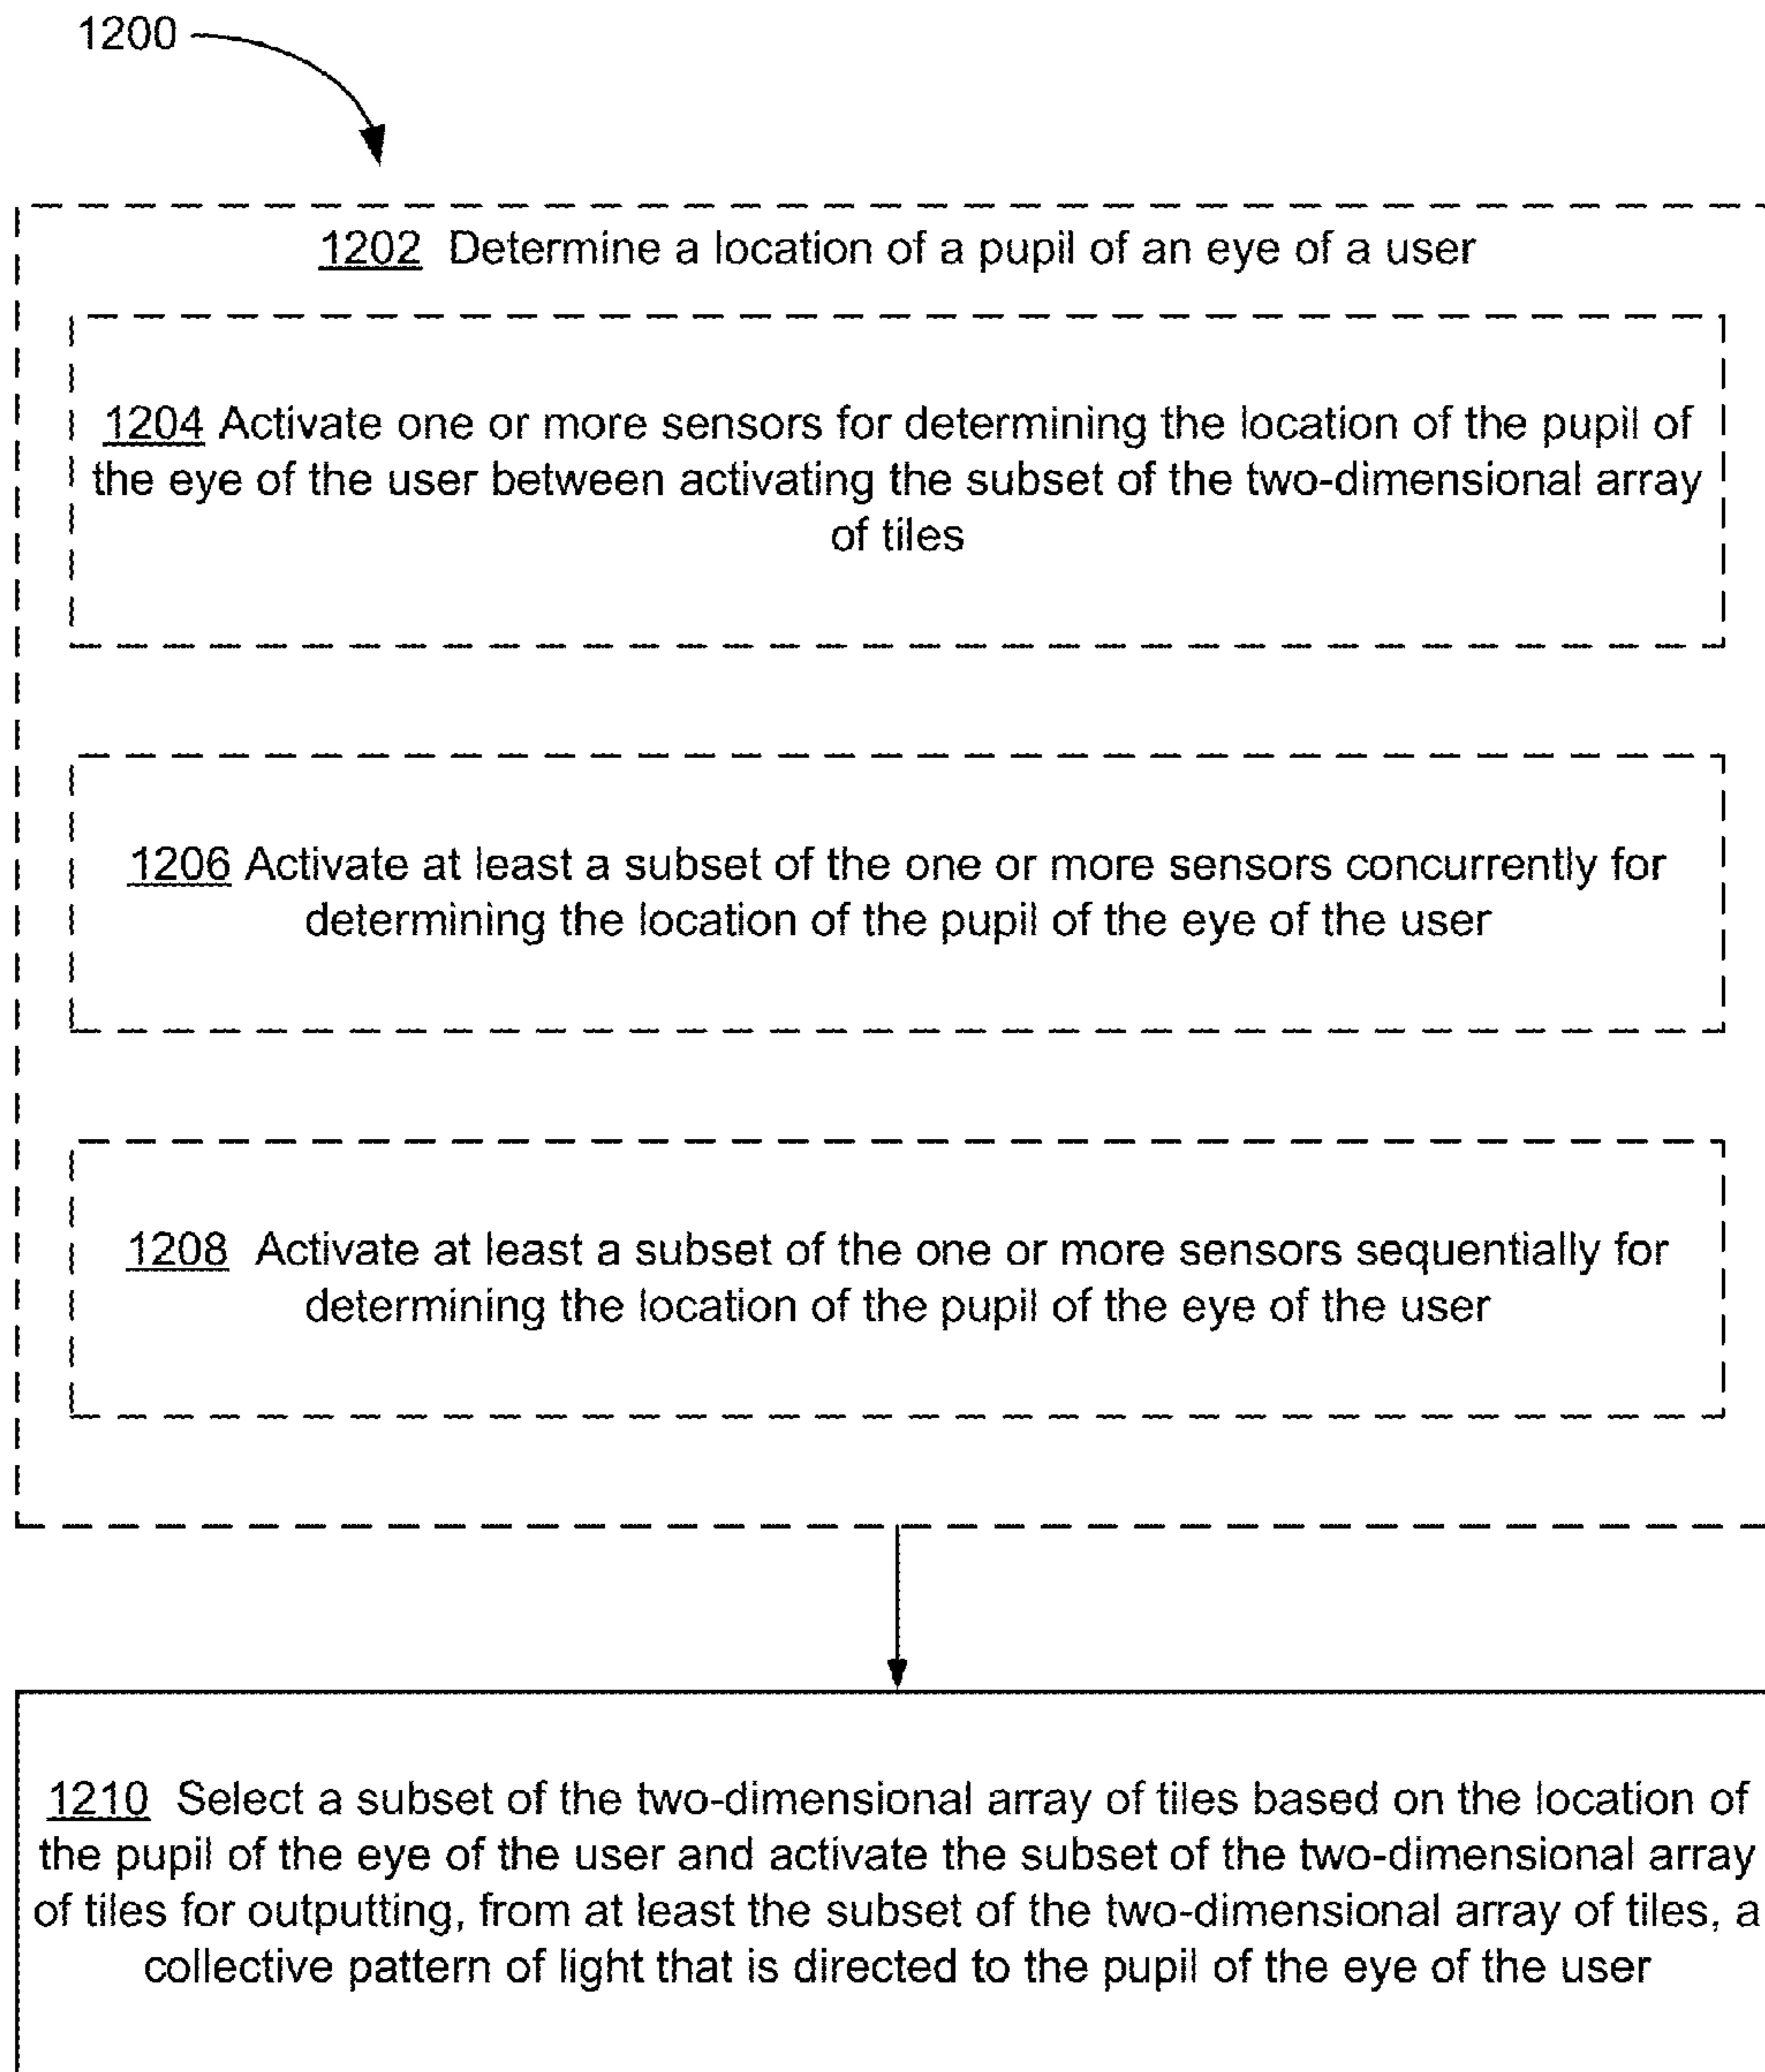 1200
1202 Determine a location of a pupil of an eye of a user
1204 Activate one or more sensors for determining the location of the pupil of
the eye of the user between activating the subset of the two-dimensional array
of tiles
1206 Activate at least a subset of the one or more sensors concurrently for
determining the location of the pupil of the eye of the user
1208 Activate at least a subset of the one or more sensors sequentially for
determining the location of the pupil of the eye of the user
1210 Select a subset of the two-dimensional array of tiles based on the location of
the pupil of the eye of the user and activate the subset of the two-dimensional array
of tiles for outputting, from at least the subset of the two-dimensional array of tiles, a
collective pattern of light that is directed to the pupil of the eye of the user